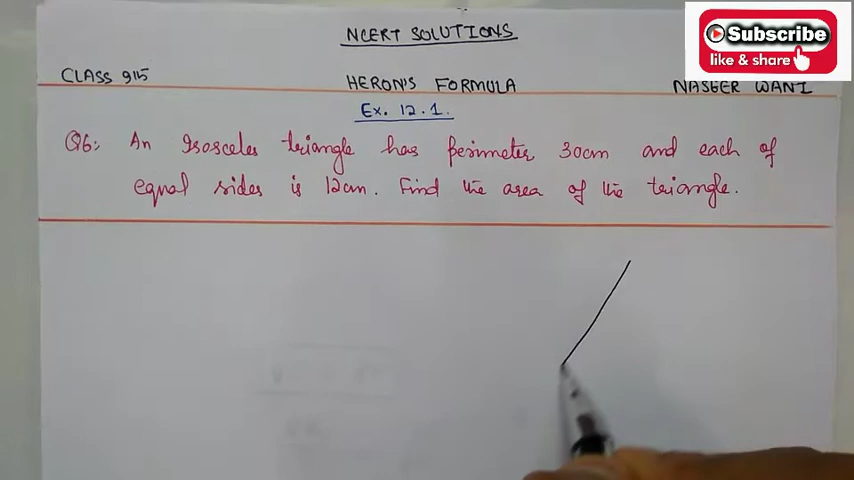 NCERT SOLUTIONS
Subscribe
like & share
CLASS 9th
HERON'S FORMULA
NASEER WANI
Ex. 12.1.
Q6:. An Isosceles triangle has perimeter 30cm and each of
equal sides is 12cm. Find the area of the triangle.